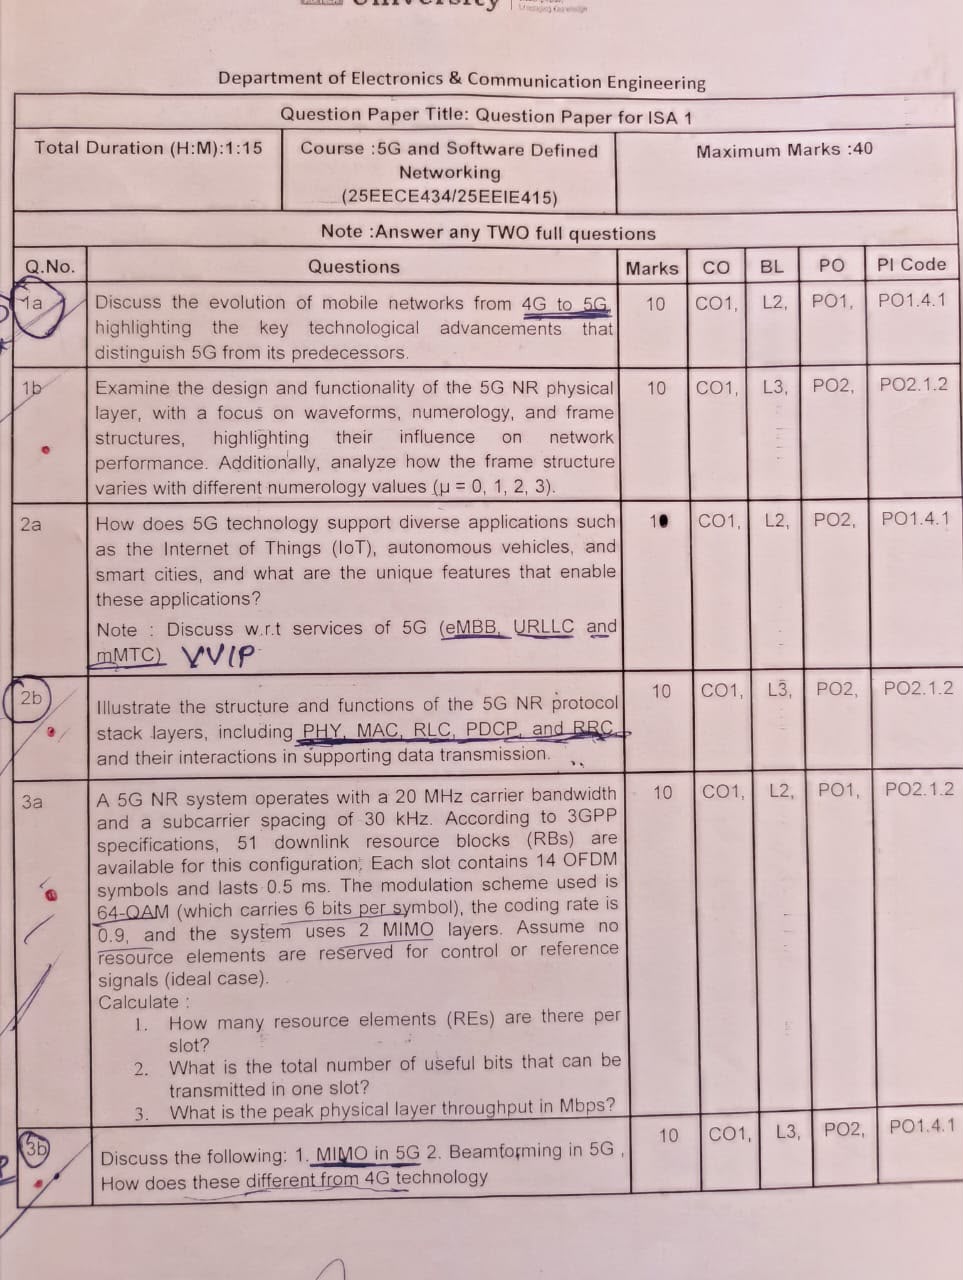 University
Department of Electronics & Communication Engineering
Question Paper Title: Question Paper for ISA 1
Total Duration (H:M):1:15
Course :5G and Software Defined
Networking
(25EECE434/25EEIE415)
Maximum Marks :40
Note :Answer any TWO full questions
Q.No. Questions Marks CO BL PO PI Code
1a Discuss the evolution of mobile networks from 4G to 5G, 10 CO1, L2, PO1, PO1.4.1
highlighting the key technological advancements that
distinguish 5G from its predecessors.
1b Examine the design and functionality of the 5G NR physical 10 CO1, L3, PO2, PO2.1.2
layer, with a focus on waveforms, numerology, and frame
structures, highlighting their influence on network
performance. Additionally, analyze how the frame structure
varies with different numerology values (μ = 0, 1, 2, 3).
2a How does 5G technology support diverse applications such 10 CO1, L2, PO2, PO1.4.1
as the Internet of Things (IoT), autonomous vehicles, and
smart cities, and what are the unique features that enable
these applications?
Note : Discuss w.r.t services of 5G (eMBB, URLLC and
mMTC) VVIP
2b Illustrate the structure and functions of the 5G NR protocol 10 CO1, L3, PO2, PO2.1.2
stack layers, including PHY, MAC, RLC, PDCP, and RRC,
and their interactions in supporting data transmission.
3a A 5G NR system operates with a 20 MHz carrier bandwidth 10 CO1, L2, PO1, PO2.1.2
and a subcarrier spacing of 30 kHz. According to 3GPP
specifications, 51 downlink resource blocks (RBs) are
available for this configuration. Each slot contains 14 OFDM
symbols and lasts 0.5 ms. The modulation scheme used is
64-QAM (which carries 6 bits per symbol), the coding rate is
0.9, and the system uses 2 MIMO layers. Assume no
resource elements are reserved for control or reference
signals (ideal case).
Calculate :
1. How many resource elements (REs) are there per
slot?
2. What is the total number of useful bits that can be
transmitted in one slot?
3. What is the peak physical layer throughput in Mbps?
3b Discuss the following: 1. MIMO in 5G 2. Beamforming in 5G , 10 CO1, L3, PO2, PO1.4.1
How does these different from 4G technology